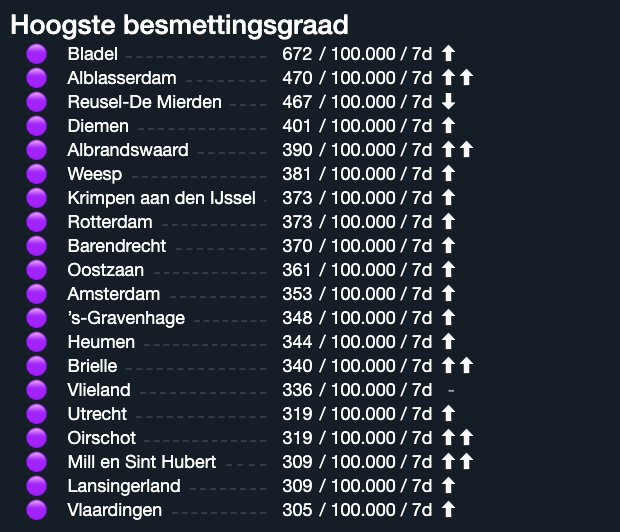 Hoogste besmettingsgraad
Bladel 672 / 100.000 / 7d ⬆
Alblasserdam 470 / 100.000 / 7d ⬆⬆
Reusel-De Mierden 467 / 100.000 / 7d ⬇
Diemen 401 / 100.000 / 7d ⬆
Albrandswaard 390 / 100.000 / 7d ⬆⬆
Weesp 381 / 100.000 / 7d ⬆
Krimpen aan den IJssel 373 / 100.000 / 7d ⬆
Rotterdam 373 / 100.000 / 7d ⬆
Barendrecht 370 / 100.000 / 7d ⬆
Oostzaan 361 / 100.000 / 7d ⬆
Amsterdam 353 / 100.000 / 7d ⬆
’s-Gravenhage 348 / 100.000 / 7d ⬆
Heumen 344 / 100.000 / 7d ⬆
Brielle 340 / 100.000 / 7d ⬆⬆
Vlieland 336 / 100.000 / 7d -
Utrecht 319 / 100.000 / 7d ⬆
Oirschot 319 / 100.000 / 7d ⬆⬆
Mill en Sint Hubert 309 / 100.000 / 7d ⬆⬆
Lansingerland 309 / 100.000 / 7d ⬆
Vlaardingen 305 / 100.000 / 7d ⬆